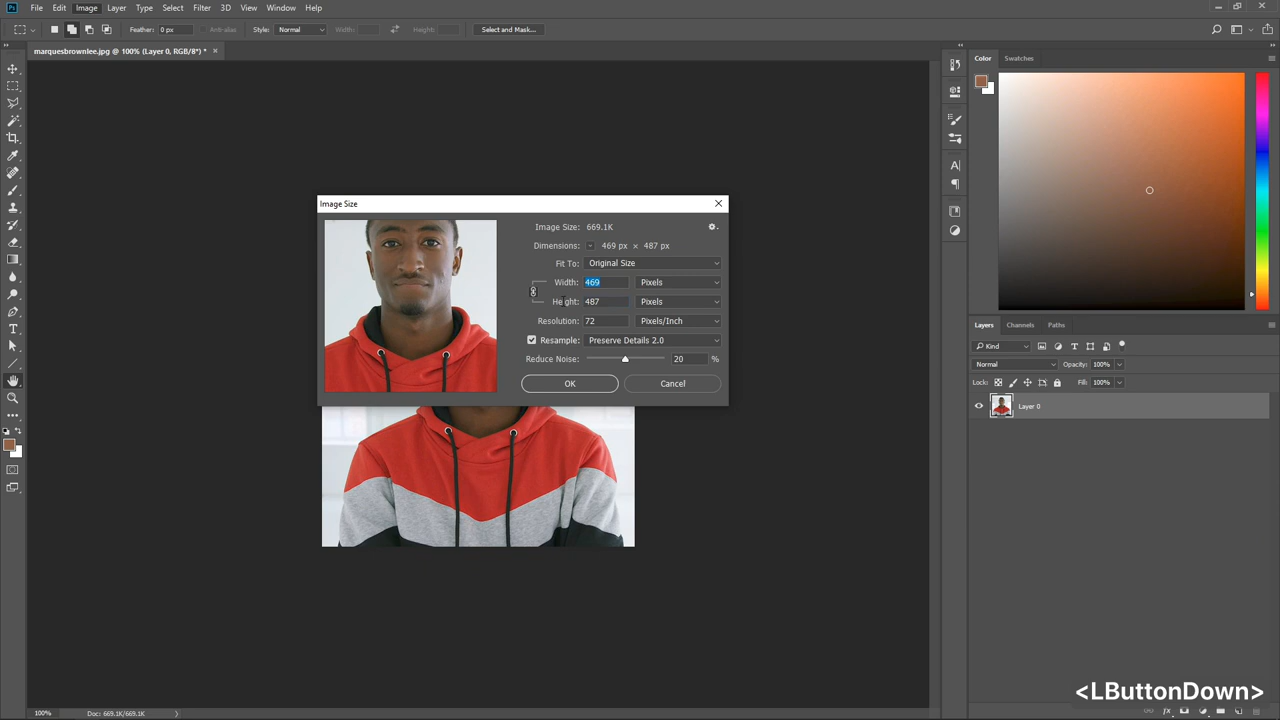 Ps File Edit Image Layer Type Select Filter 3D View Window Help
Feather: 0 px Anti-alias Style: Normal Width: Height: Select and Mask...
marquesbrownlee.jpg @ 100% (Layer 0, RGB/8*) * ×
Color Swatches
Image Size
Image Size: 669.1K
Dimensions: 469 px × 487 px
Fit To: Original Size
Width: 469 Pixels
Height: 487 Pixels
Resolution: 72 Pixels/Inch
Resample: Preserve Details 2.0
Reduce Noise: 20 %
OK Cancel
Layers Channels Paths
Kind
Normal Opacity: 100%
Lock: Fill: 100%
Layer 0
<LButtonDown>
100% Doc: 669.1K/669.1K